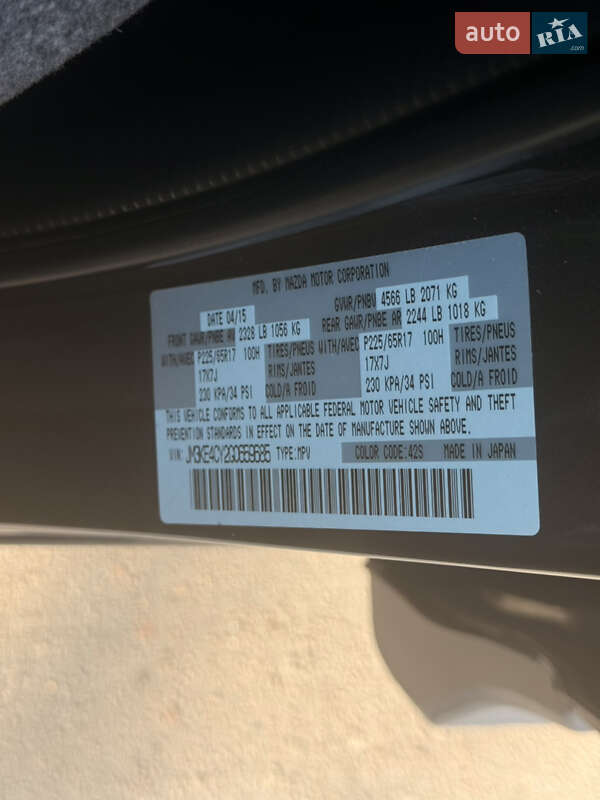 auto RIA .com
MFD. BY MAZDA MOTOR CORPORATION
DATE 04/15 GVWR/PNBV 4566 LB 2071 KG
FRONT GAWR/PNBE AV 2328 LB 1056 KG REAR GAWR/PNBE AR 2244 LB 1018 KG
WITH/AVEC P225/65R17 100H TIRES/PNEUS WITH/AVEC P225/65R17 100H TIRES/PNEUS
17X7J RIMS/JANTES 17X7J RIMS/JANTES
230 KPA/34 PSI COLD/A FROID 230 KPA/34 PSI COLD/A FROID
THIS VEHICLE CONFORMS TO ALL APPLICABLE FEDERAL MOTOR VEHICLE SAFETY AND THEFT
PREVENTION STANDARDS IN EFFECT ON THE DATE OF MANUFACTURE SHOWN ABOVE.
VIN: JM3KE4CY2G0559685 TYPE:MPV COLOR CODE:42S MADE IN JAPAN